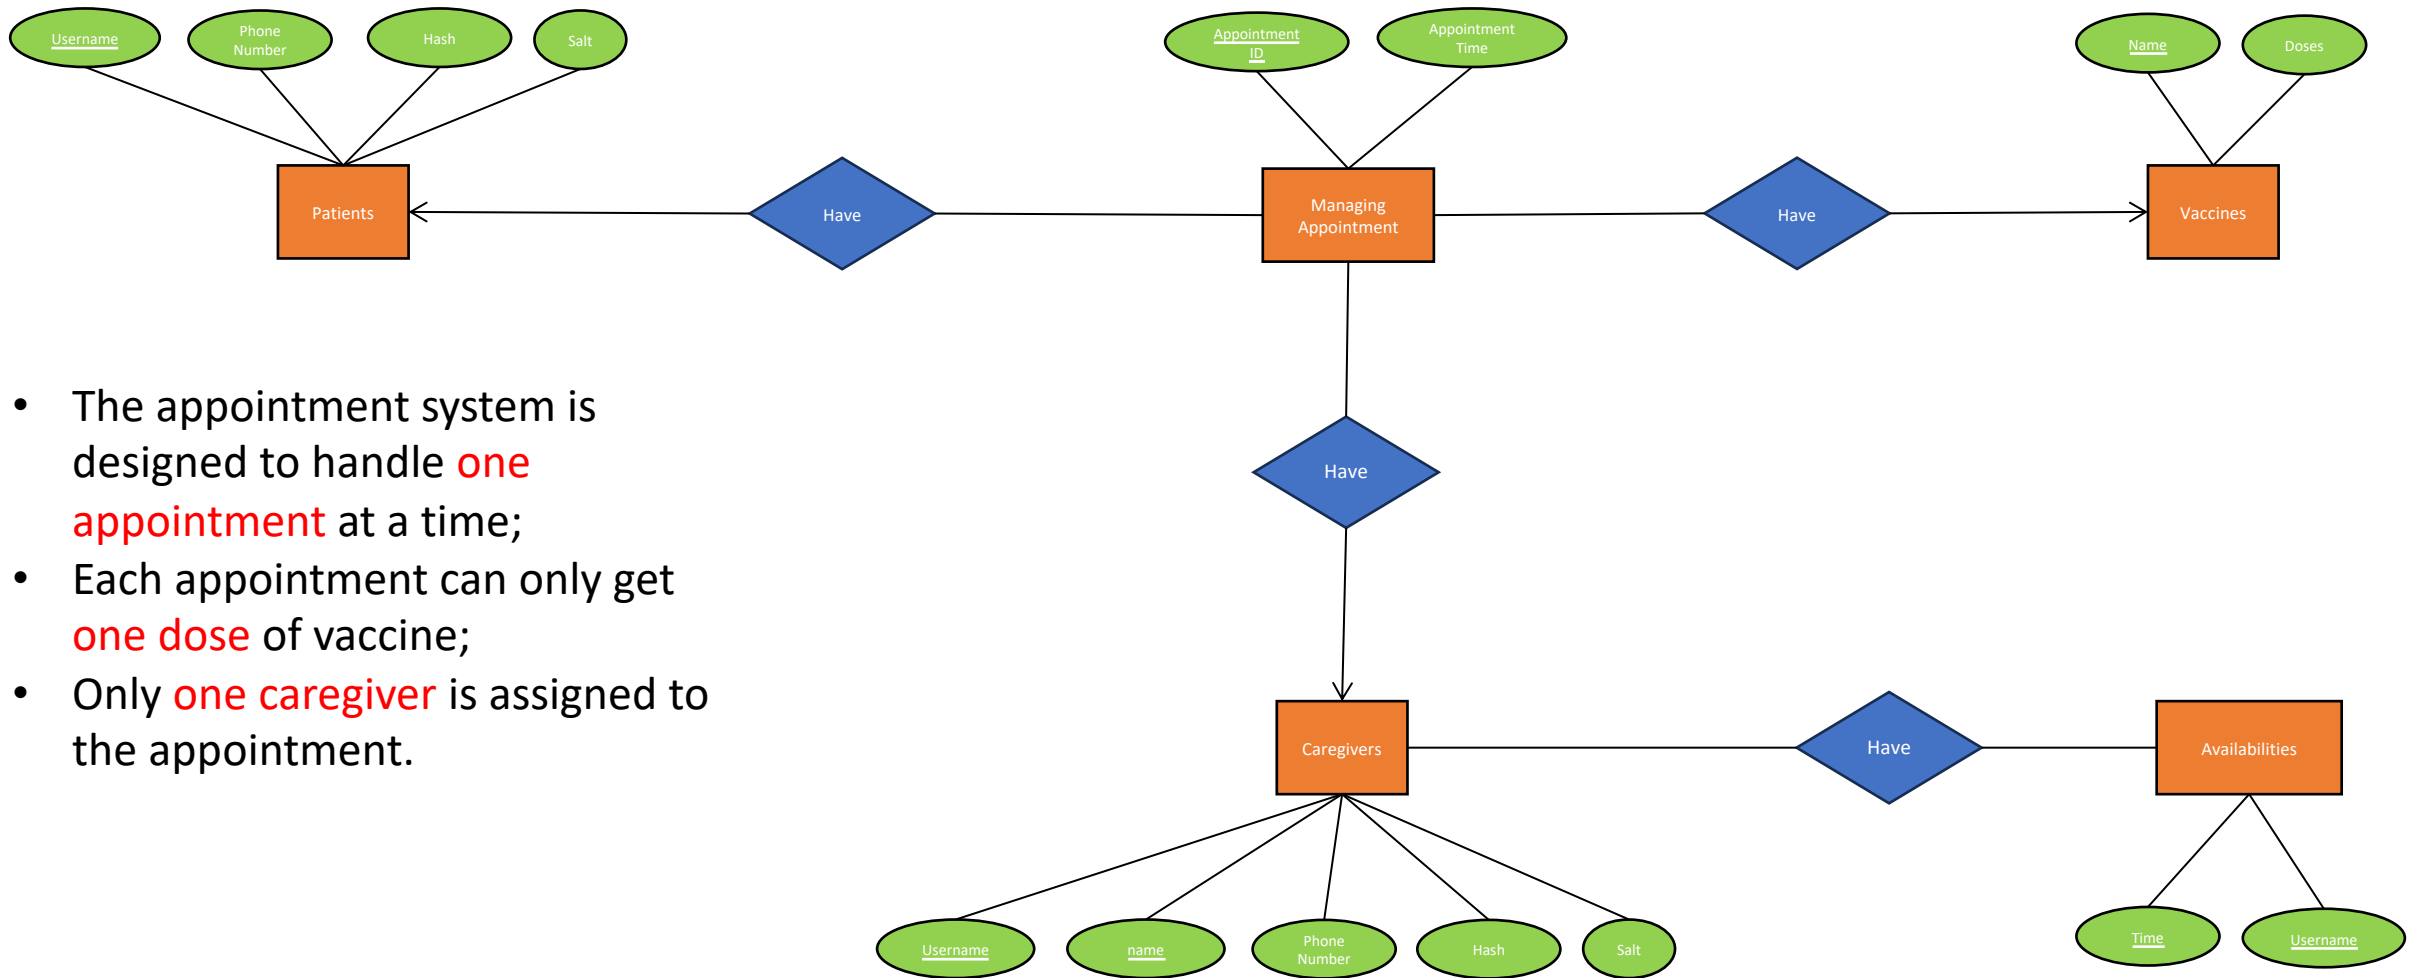 Username
Phone
Number
Hash
Salt
Appointment
ID
Appointment
Time
Name
Doses
Patients
Have
Managing
Appointment
Have
Vaccines
• The appointment system is
designed to handle one
appointment at a time;
• Each appointment can only get
one dose of vaccine;
• Only one caregiver is assigned to
the appointment.
Have
Caregivers
Have
Availabilities
Username
name
Phone
Number
Hash
Salt
Time
Username